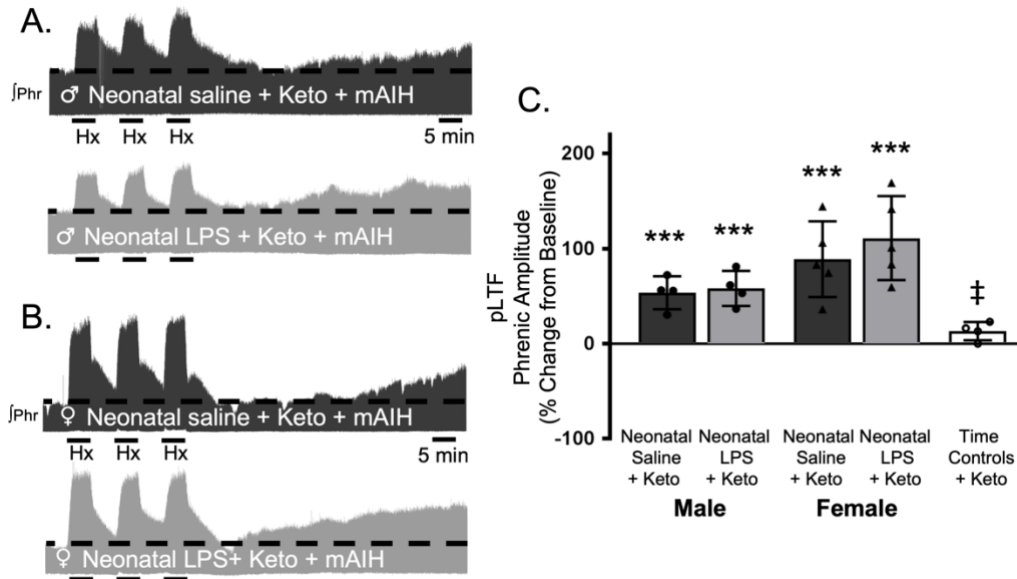 A.
∫Phr
♂ Neonatal saline + Keto + mAIH
Hx Hx Hx
5 min
♂ Neonatal LPS + Keto + mAIH
B.
∫Phr
♀ Neonatal saline + Keto + mAIH
Hx Hx Hx
5 min
♀ Neonatal LPS+ Keto + mAIH
C.
pLTF
Phrenic Amplitude
(% Change from Baseline)
200
100
0
-100
***
***
***
***
‡
Neonatal
Saline
+ Keto
Neonatal
LPS
+ Keto
Neonatal
Saline
+ Keto
Neonatal
LPS
+ Keto
Time
Controls
+ Keto
Male
Female